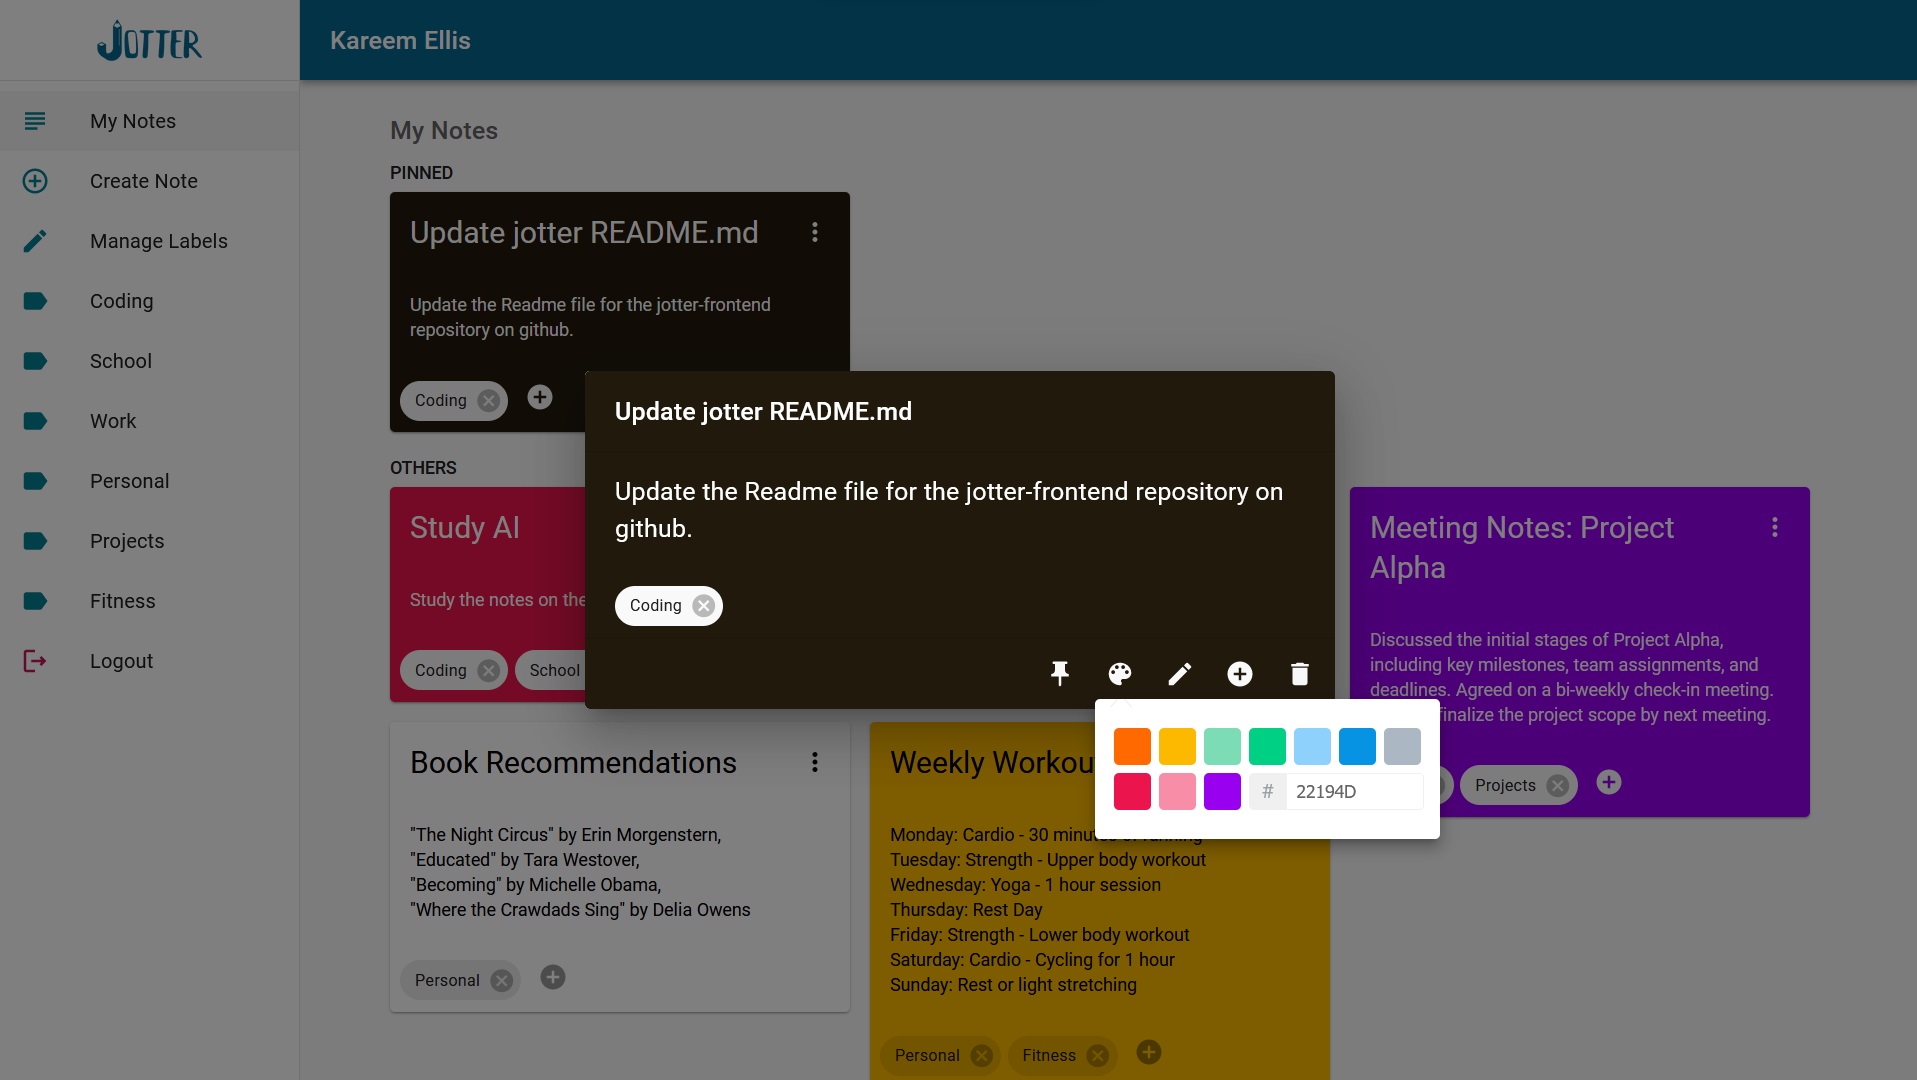 JOTTER
Kareem Ellis
My Notes
Create Note
Manage Labels
Coding
School
Work
Personal
Projects
Fitness
Logout
My Notes
PINNED
Update jotter README.md
Update the Readme file for the jotter-frontend
repository on github.
Coding
OTHERS
Study AI
Study the notes on the
Coding
School
Update jotter README.md
Update the Readme file for the jotter-frontend repository on
github.
Coding
# 22194D
Meeting Notes: Project
Alpha
Discussed the initial stages of Project Alpha,
including key milestones, team assignments, and
deadlines. Agreed on a bi-weekly check-in meeting.
finalize the project scope by next meeting.
Projects
Book Recommendations
"The Night Circus" by Erin Morgenstern,
"Educated" by Tara Westover,
"Becoming" by Michelle Obama,
"Where the Crawdads Sing" by Delia Owens
Personal
Weekly Workou
Monday: Cardio - 30 minutes of running
Tuesday: Strength - Upper body workout
Wednesday: Yoga - 1 hour session
Thursday: Rest Day
Friday: Strength - Lower body workout
Saturday: Cardio - Cycling for 1 hour
Sunday: Rest or light stretching
Personal
Fitness